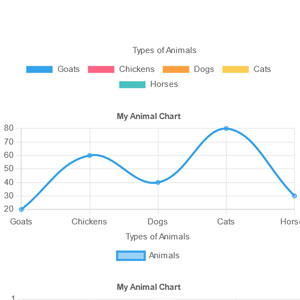 Types of Animals
Goats Chickens Dogs Cats
Horses
My Animal Chart
80
70
60
50
40
30
20
Goats Chickens Dogs Cats Hors
Types of Animals
Animals
My Animal Chart
1